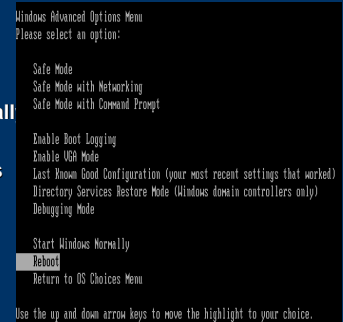 Windows Advanced Options Menu
Please select an option:
Safe Mode
Safe Mode with Networking
Safe Mode with Command Prompt
Enable Boot Logging
Enable VGA Mode
Last Known Good Configuration (your most recent settings that worked)
Directory Services Restore Mode (Windows domain controllers only)
Debugging Mode
Start Windows Normally
Reboot
Return to OS Choices Menu
Use the up and down arrow keys to move the highlight to your choice.